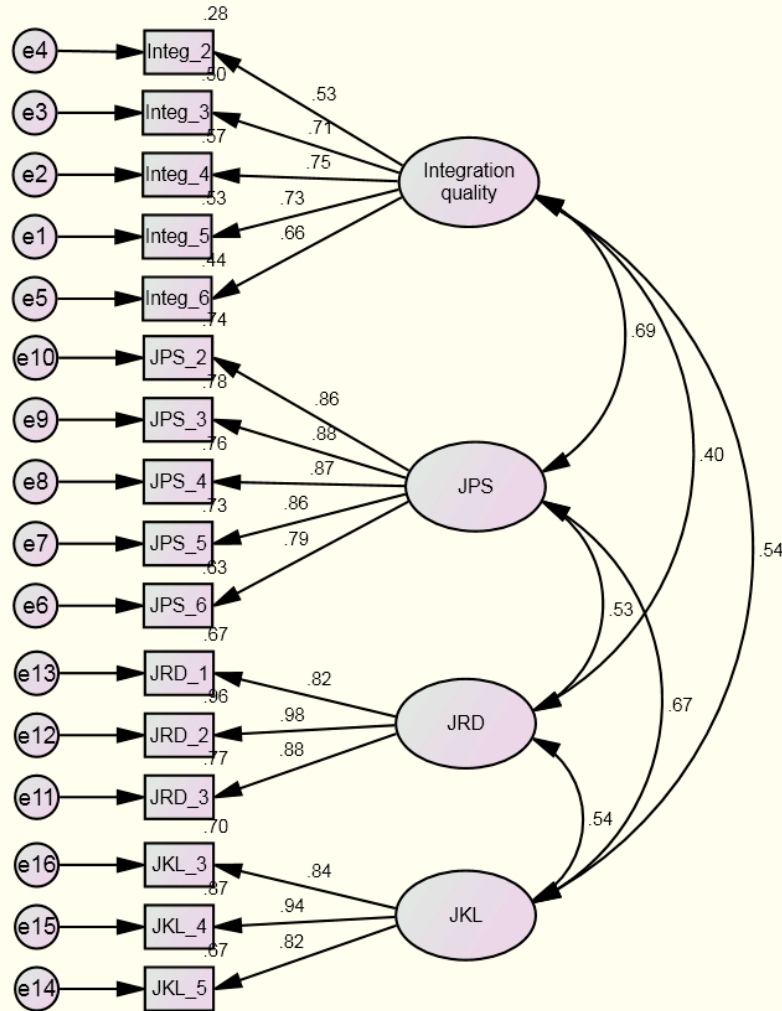 .28
e4 Integ_2
.50
.53
e3 Integ_3
.57
.71
e2 Integ_4
.53
.75
Integration
quality
e1 Integ_5
.44
.73
.66
e5 Integ_6
.74
.69
e10 JPS_2
.78
.86
e9 JPS_3
.76
.88
.40
e8 JPS_4
.73
.87
JPS
e7 JPS_5
.63
.86
.79
.54
e6 JPS_6
.67
.53
e13 JRD_1
.96
.82
.67
e12 JRD_2
.77
.98
JRD
e11 JRD_3
.70
.88
.54
e16 JKL_3
.87
.84
e15 JKL_4
.67
.94
JKL
.82
e14 JKL_5